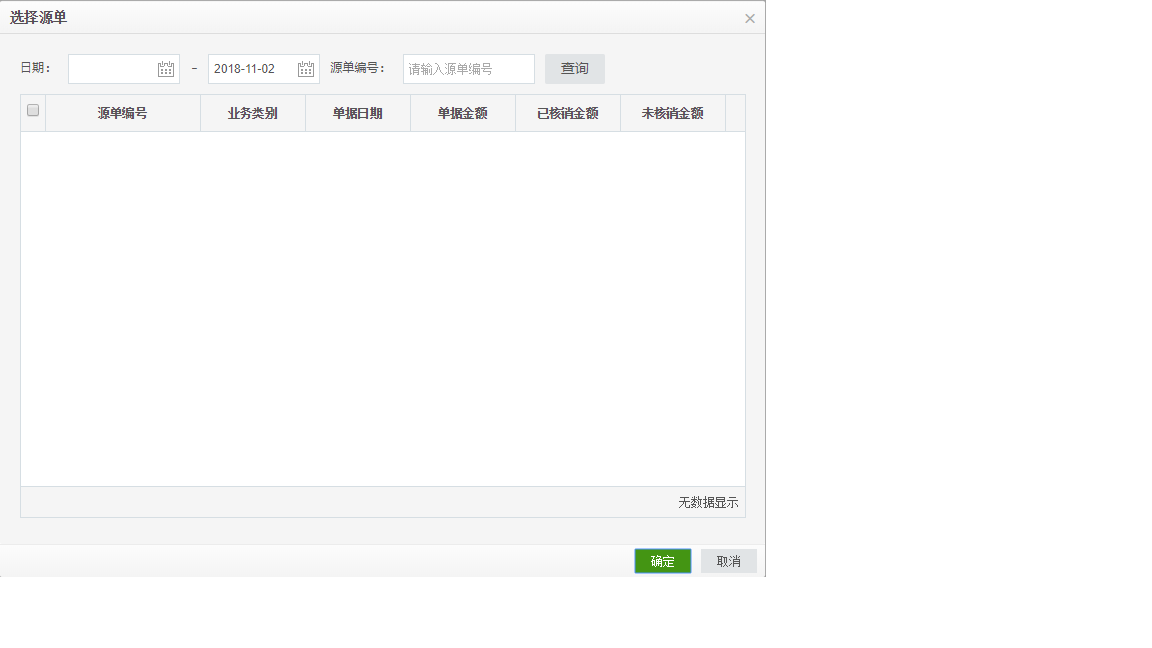 选择源单
日期： - 2018-11-02 源单编号： 请输入源单编号 查询
源单编号 业务类别 单据日期 单据金额 已核销金额 未核销金额
无数据显示
确定 取消